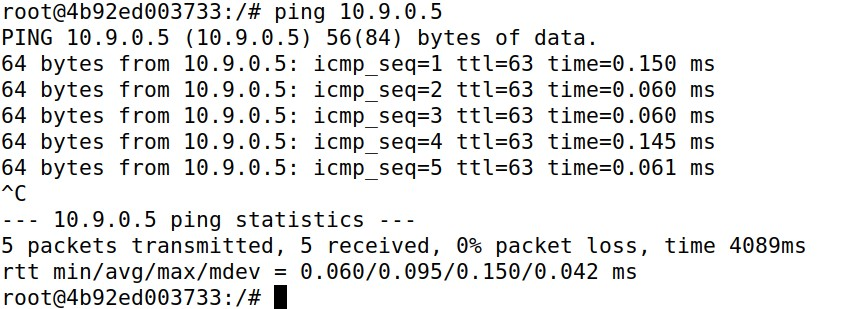 root@4b92ed003733:/# ping 10.9.0.5
PING 10.9.0.5 (10.9.0.5) 56(84) bytes of data.
64 bytes from 10.9.0.5: icmp_seq=1 ttl=63 time=0.150 ms
64 bytes from 10.9.0.5: icmp_seq=2 ttl=63 time=0.060 ms
64 bytes from 10.9.0.5: icmp_seq=3 ttl=63 time=0.060 ms
64 bytes from 10.9.0.5: icmp_seq=4 ttl=63 time=0.145 ms
64 bytes from 10.9.0.5: icmp_seq=5 ttl=63 time=0.061 ms
^C
--- 10.9.0.5 ping statistics ---
5 packets transmitted, 5 received, 0% packet loss, time 4089ms
rtt min/avg/max/mdev = 0.060/0.095/0.150/0.042 ms
root@4b92ed003733:/#